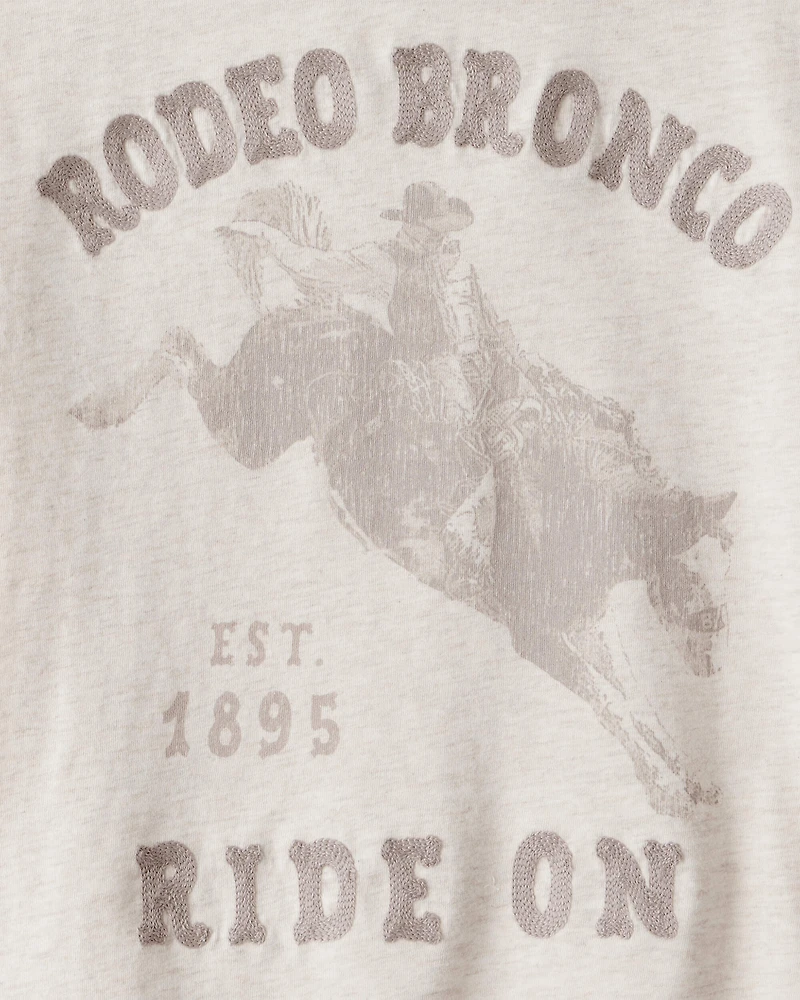 RODEO BRONCO
EST.
1895
RIDE ON